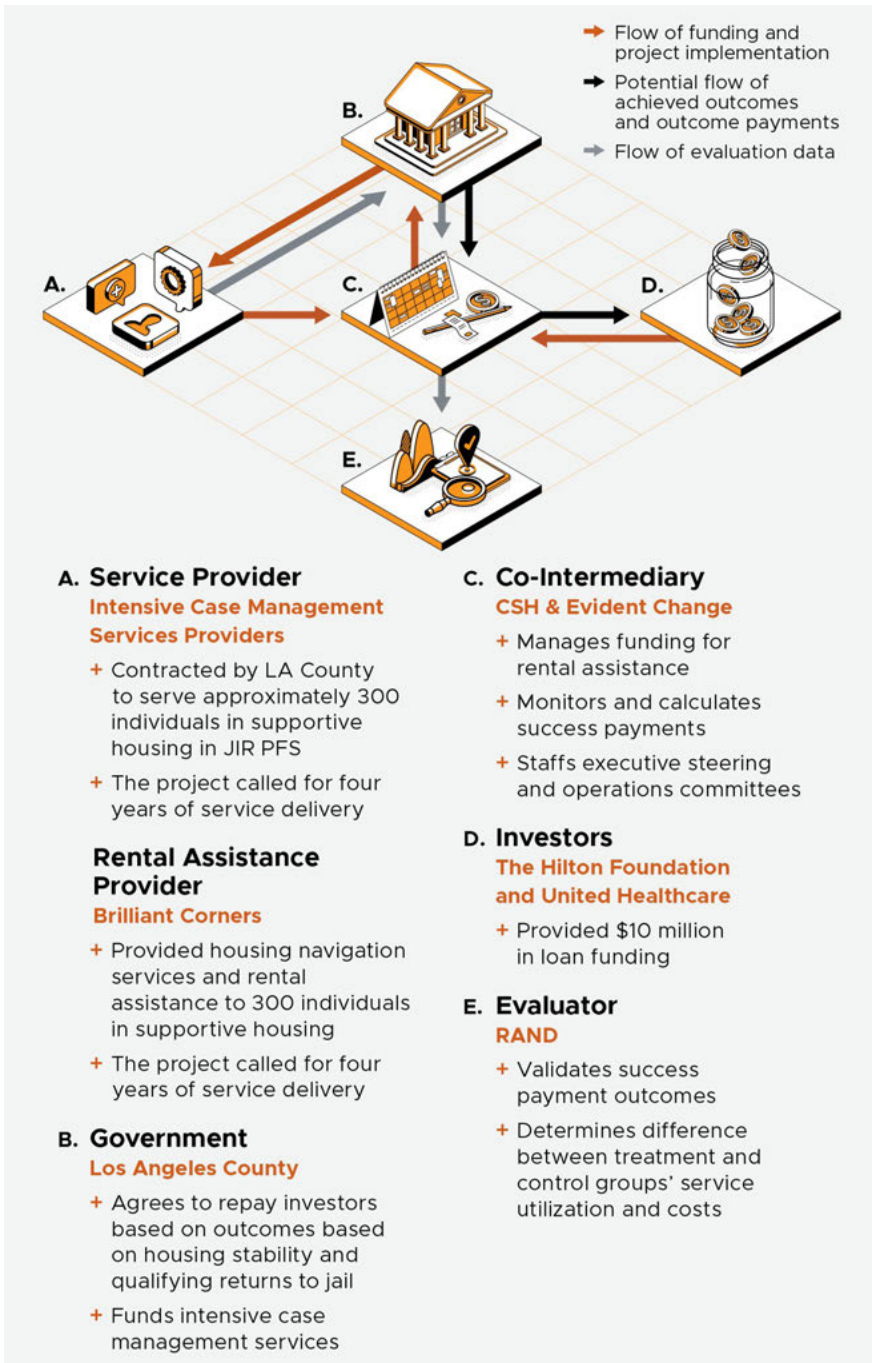 Flow of funding and
project implementation
Potential flow of
achieved outcomes
and outcome payments
Flow of evaluation data
B.
A.
C.
D.
E.
A. Service Provider
Intensive Case Management
Services Providers
+ Contracted by LA County
to serve approximately 300
individuals in supportive
housing in JIR PFS
+ The project called for four
years of service delivery
Rental Assistance
Provider
Brilliant Corners
+ Provided housing navigation
services and rental
assistance to 300 individuals
in supportive housing
+ The project called for four
years of service delivery
B. Government
Los Angeles County
+ Agrees to repay investors
based on outcomes based
on housing stability and
qualifying returns to jail
+ Funds intensive case
management services
C. Co-Intermediary
CSH & Evident Change
+ Manages funding for
rental assistance
+ Monitors and calculates
success payments
+ Staffs executive steering
and operations committees
D. Investors
The Hilton Foundation
and United Healthcare
+ Provided $10 million
in loan funding
E. Evaluator
RAND
+ Validates success
payment outcomes
+ Determines difference
between treatment and
control groups' service
utilization and costs